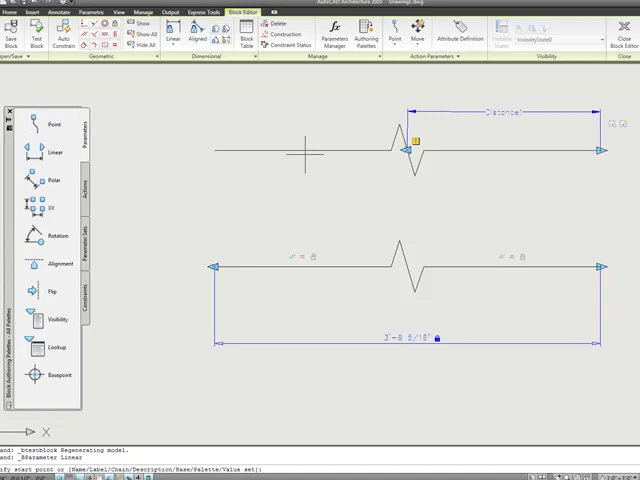 AutoCAD Architecture 2010 - Drawing1.dwg
Home Insert Annotate Parametric View Manage Output Express Tools Block Editor
Save Block
Test Block
Auto Constrain
Show
Show All
Hide All
Linear
Aligned
Delete
Construction
Constraint Status
Parameters Manager
Authoring Palettes
Point
Move
Attribute Definition
Visibility States
VisibilityState0
Close Block Editor
Open/Save
Geometric
Dimensional
Manage
Action Parameters
Visibility
Close
Point
Linear
Polar
XY
Rotation
Alignment
Flip
Visibility
Lookup
Basepoint
Parameters
Actions
Parameter Sets
Constraints
Block Authoring Palettes - All Palettes
Distance1
3'-8 5/16"
X
mand: _btestblock Regenerating model.
mand: _BParameter Linear
ify start point or [Name/Label/Chain/Description/Base/Palette/Value set]: